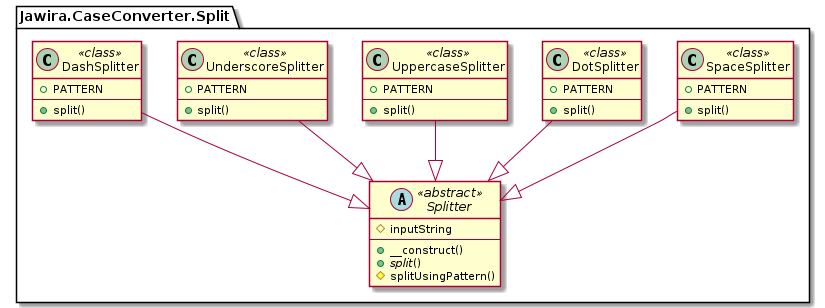 Jawira.CaseConverter.Split
C «class» DashSplitter
PATTERN
split()
C «class» UnderscoreSplitter
PATTERN
split()
C «class» UppercaseSplitter
PATTERN
split()
C «class» DotSplitter
PATTERN
split()
C «class» SpaceSplitter
PATTERN
split()
A «abstract» Splitter
inputString
__construct()
split()
splitUsingPattern()